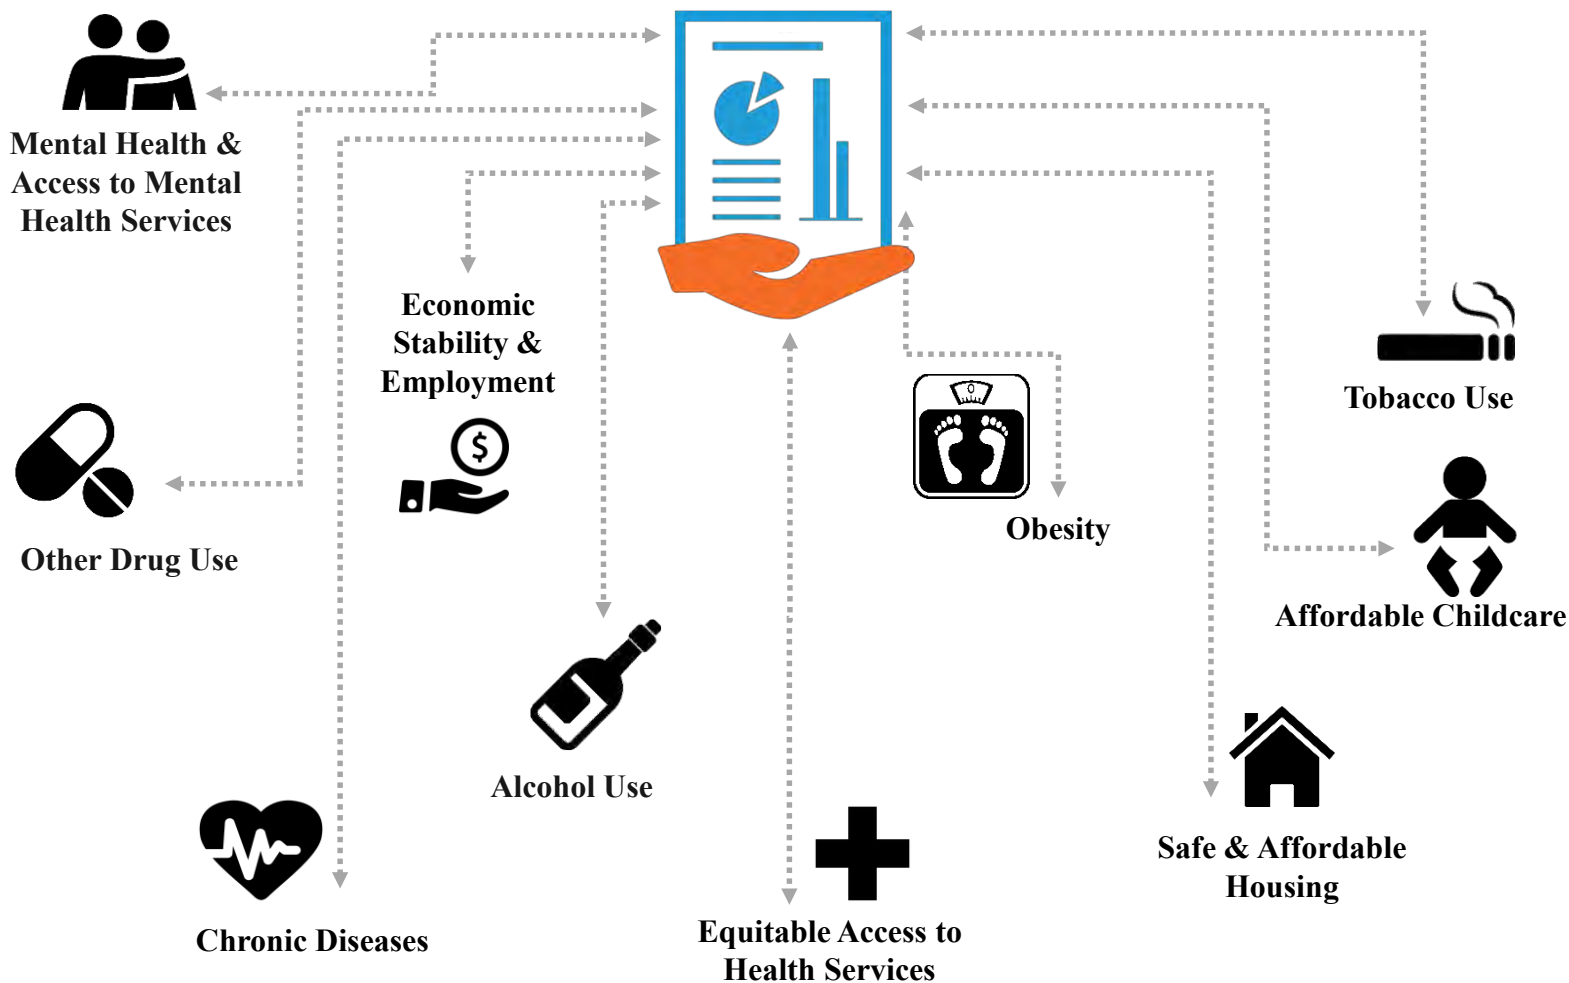 Mental Health &
Access to Mental
Health Services
Economic
Stability &
Employment
$
0
Tobacco Use
Obesity
Other Drug Use
Affordable Childcare
Alcohol Use
Safe & Affordable
Housing
Chronic Diseases
Equitable Access to
Health Services